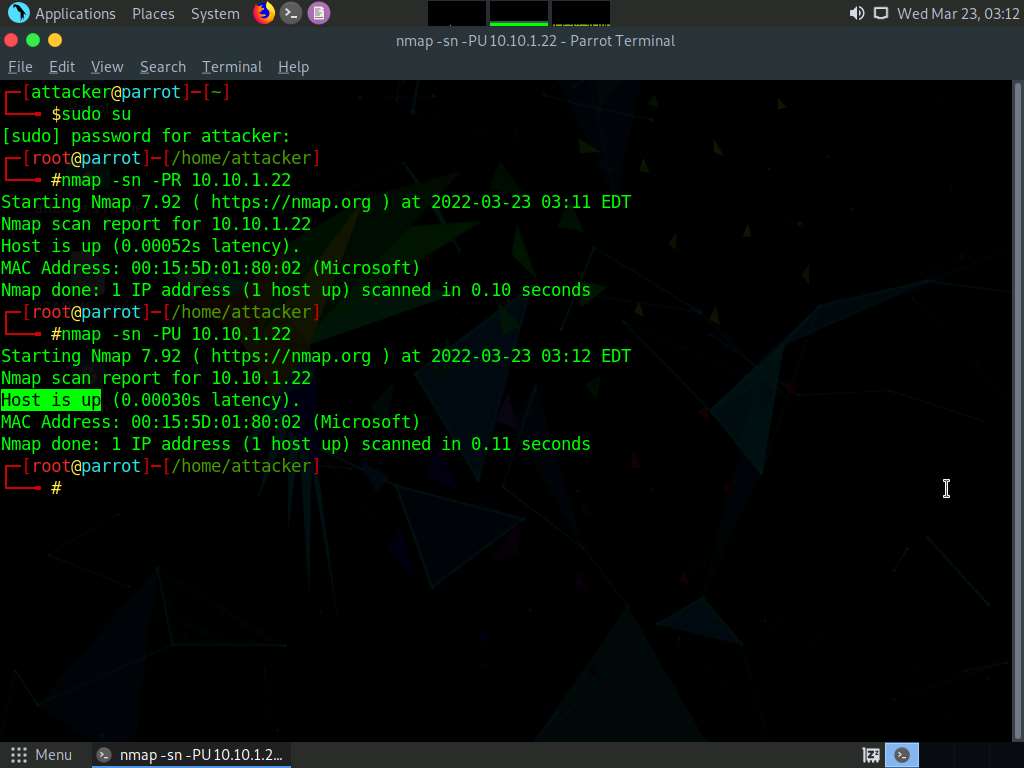 Applications Places System Wed Mar 23, 03:12
nmap -sn -PU 10.10.1.22 - Parrot Terminal
File Edit View Search Terminal Help
┌─[attacker@parrot]─[~]
└──╼ $sudo su
[sudo] password for attacker:
┌─[root@parrot]─[/home/attacker]
└──╼ #nmap -sn -PR 10.10.1.22
Starting Nmap 7.92 ( https://nmap.org ) at 2022-03-23 03:11 EDT
Nmap scan report for 10.10.1.22
Host is up (0.00052s latency).
MAC Address: 00:15:5D:01:80:02 (Microsoft)
Nmap done: 1 IP address (1 host up) scanned in 0.10 seconds
┌─[root@parrot]─[/home/attacker]
└──╼ #nmap -sn -PU 10.10.1.22
Starting Nmap 7.92 ( https://nmap.org ) at 2022-03-23 03:12 EDT
Nmap scan report for 10.10.1.22
Host is up (0.00030s latency).
MAC Address: 00:15:5D:01:80:02 (Microsoft)
Nmap done: 1 IP address (1 host up) scanned in 0.11 seconds
┌─[root@parrot]─[/home/attacker]
└──╼ #
Menu nmap -sn -PU 10.10.1.2...